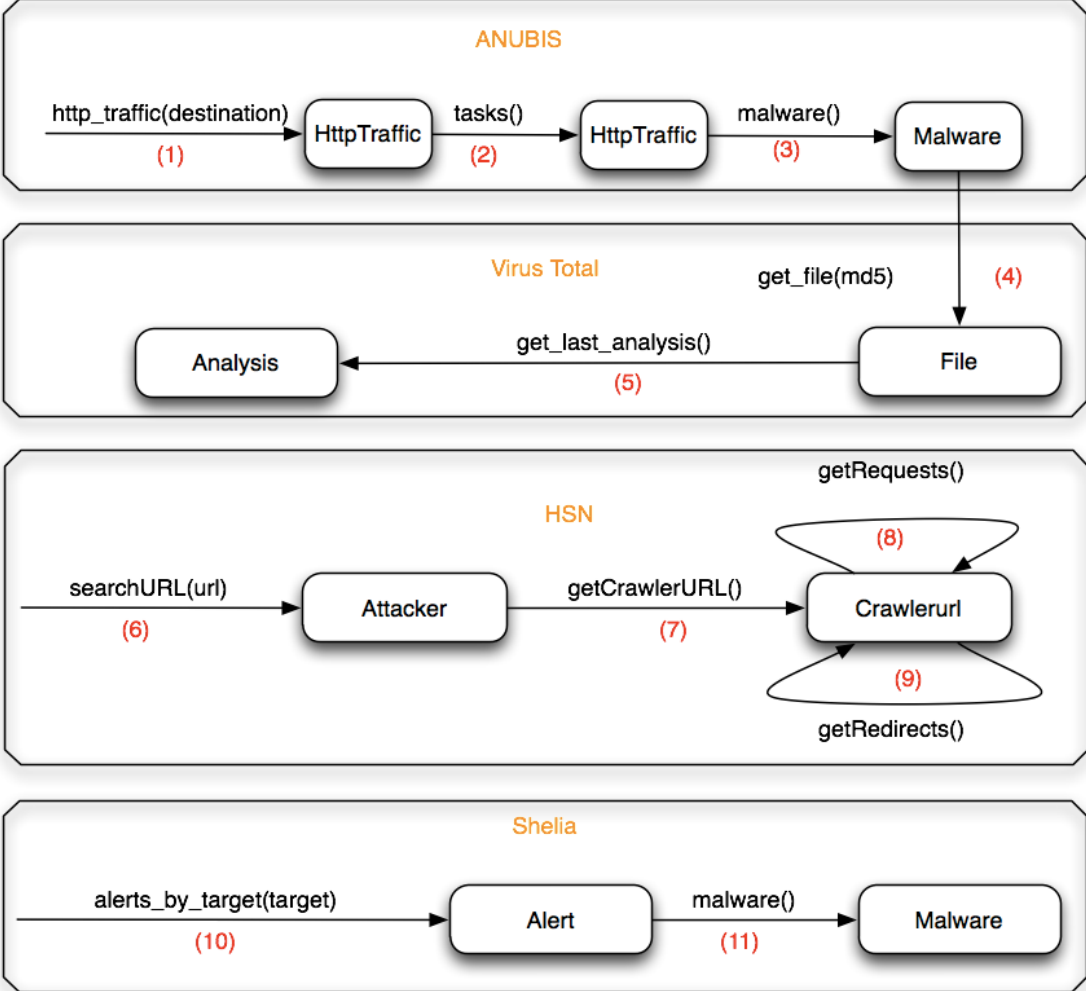 ANUBIS
http_traffic(destination)
(1)
HttpTraffic
tasks()
(2)
HttpTraffic
malware()
(3)
Malware
Virus Total
get_file(md5)
(4)
Analysis
get_last_analysis()
(5)
File
HSN
getRequests()
(8)
searchURL(url)
(6)
Attacker
getCrawlerURL()
(7)
Crawlerurl
(9)
getRedirects()
Shelia
alerts_by_target(target)
(10)
Alert
malware()
(11)
Malware